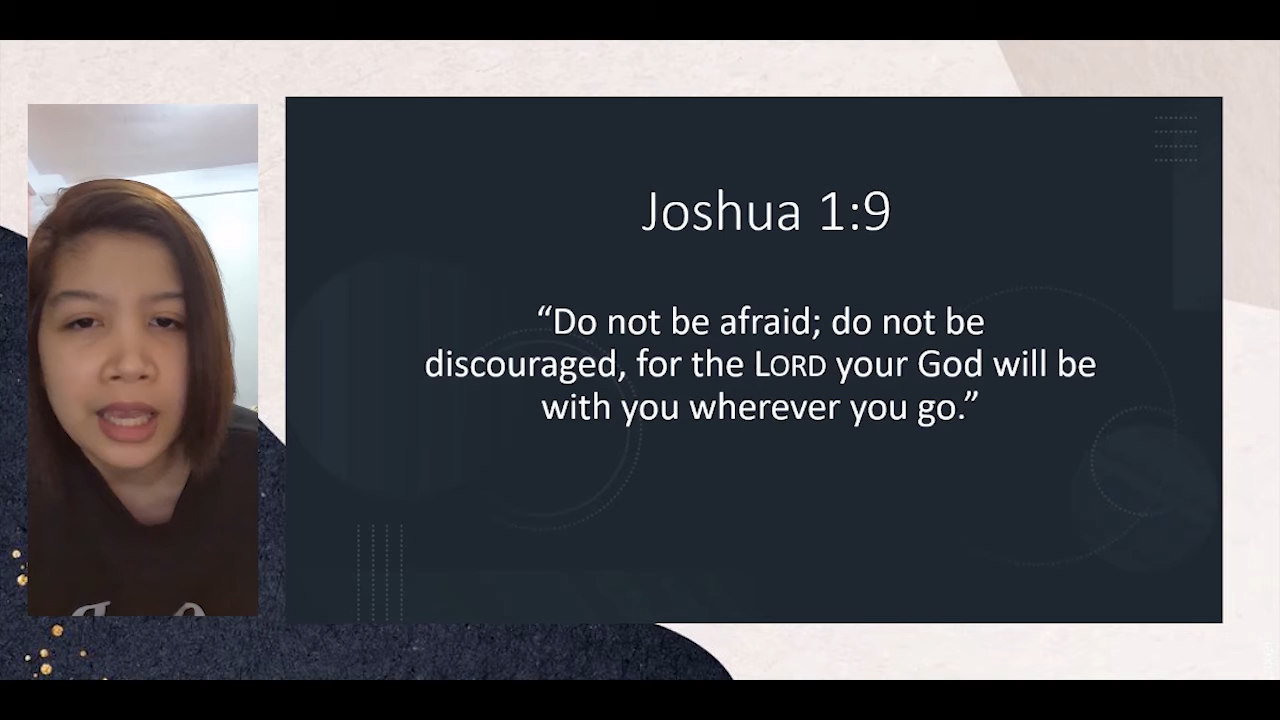 Joshua 1:9
“Do not be afraid; do not be
discouraged, for the LORD your God will be
with you wherever you go.”